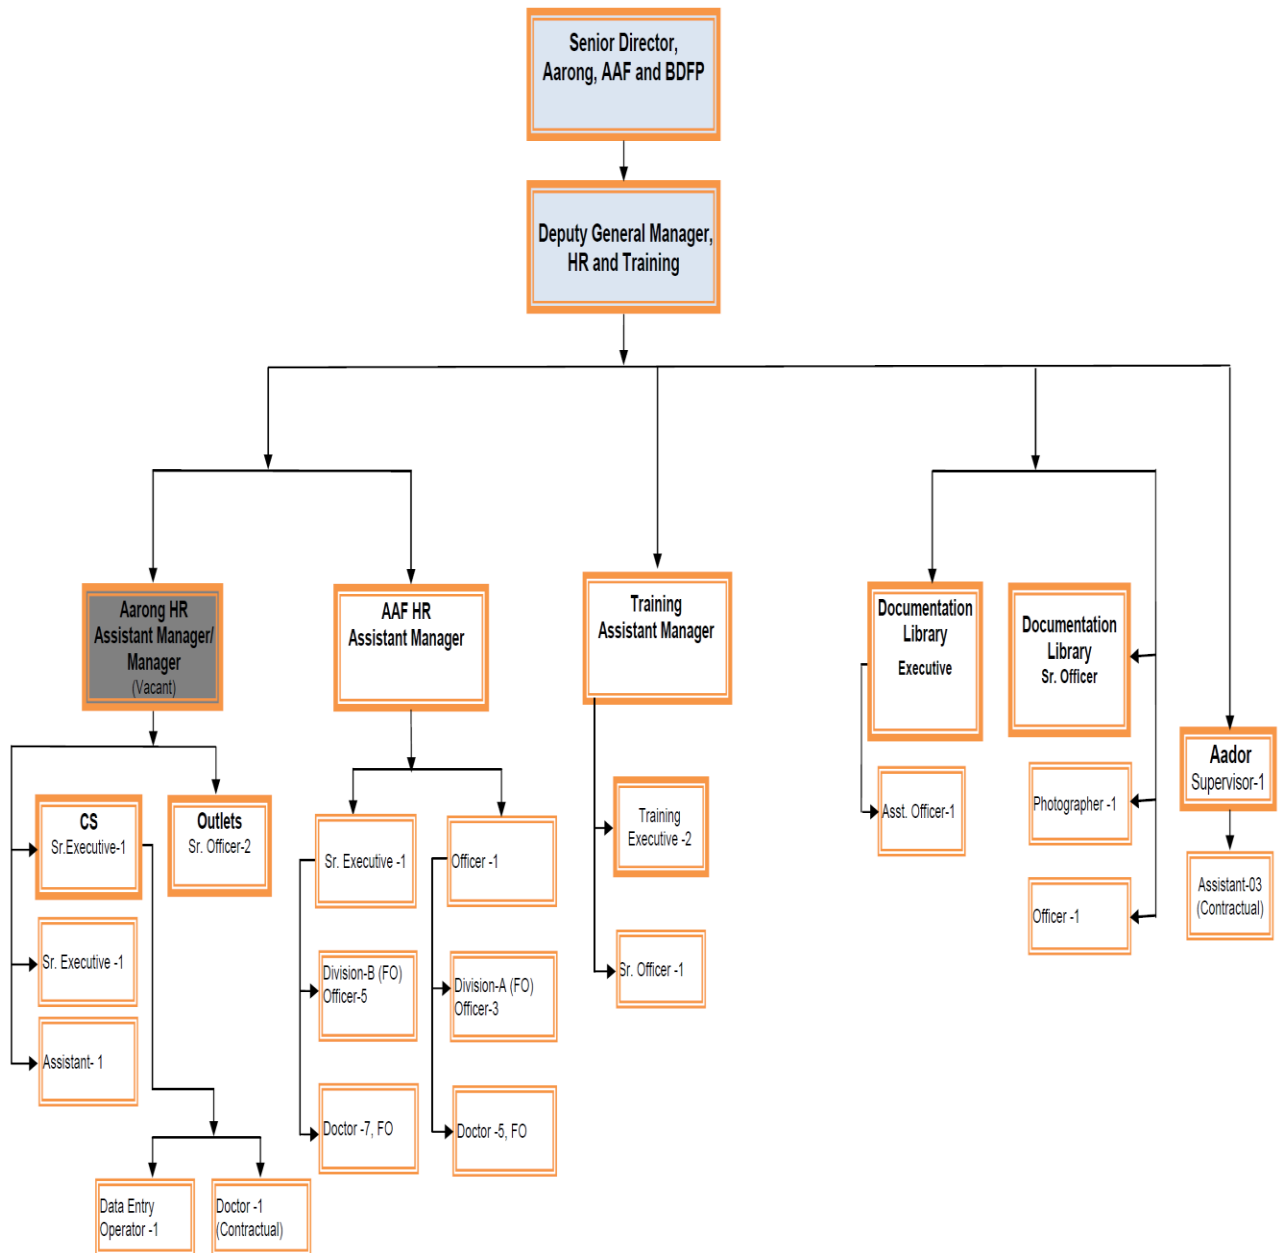 Senior Director,
Aarong, AAF and BDFP
Deputy General Manager,
HR and Training
Aarong HR
Assistant Manager/
Manager
(Vacant)
AAF HR
Assistant Manager
Training
Assistant Manager
Documentation
Library
Executive
Documentation
Library
Sr. Officer
Aador
Supervisor-1
CS
Sr.Executive-1
Outlets
Sr. Officer-2
Sr. Executive -1
Officer -1
Training
Executive -2
Asst. Officer-1
Photographer -1
Assistant-03
(Contractual)
Sr. Executive -1
Division-B (FO)
Officer-5
Division-A (FO)
Officer-3
Sr. Officer -1
Officer -1
Assistant- 1
Doctor -7, FO
Doctor -5, FO
Data Entry
Operator -1
Doctor -1
(Contractual)